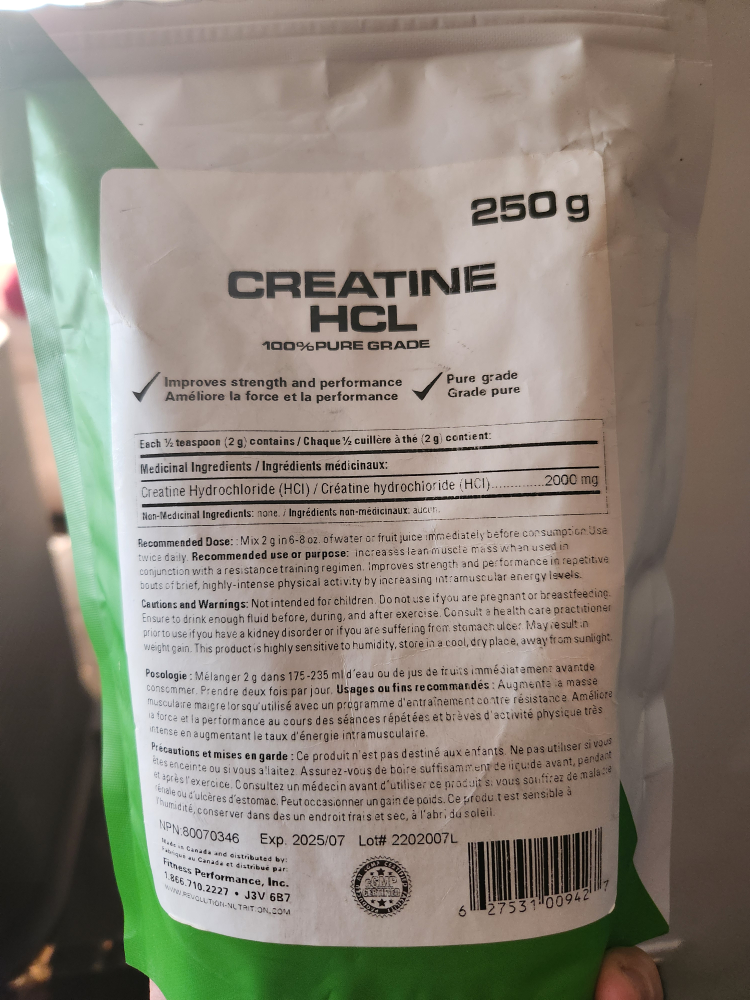 250 g
CREATINE
HCL
100% PURE GRADE
Improves strength and performance
Améliore la force et la performance
Pure grade
Grade pure
Each ½ teaspoon (2 g) contains / Chaque ½ cuillère à thé (2 g) contient:
Medicinal Ingredients / Ingrédients médicinaux:
Creatine Hydrochloride (HCl) / Créatine hydrochloride (HCl)..............2000 mg
Non-Medicinal Ingredients: none. / Ingrédients non-médicinaux: aucun.
Recommended Dose: : Mix 2 g in 6-8 oz. of water or fruit juice immediately before consumption. Use
twice daily. Recommended use or purpose: increases lean muscle mass when used in
conjunction with a resistance training regimen. Improves strength and performance in repetitive
bouts of brief, highly-intense physical activity by increasing intramuscular energy levels.
Cautions and Warnings: Not intended for children. Do not use if you are pregnant or breastfeeding.
Ensure to drink enough fluid before, during, and after exercise. Consult a health care practitioner
prior to use if you have a kidney disorder or if you are suffering from stomach ulcer. May result in
weight gain. This product is highly sensitive to humidity, store in a cool, dry place, away from sunlight.
Posologie : Mélanger 2 g dans 175-235 ml d'eau ou de jus de fruits immédiatement avant de
consommer. Prendre deux fois par jour. Usages ou fins recommandés : Augmente la masse
musculaire maigre lorsqu'utilisé avec un programme d'entraînement contre résistance. Améliore
la force et la performance au cours des séances répétées et brèves d'activité physique très
intense en augmentant le taux d'énergie intramusculaire.
Précautions et mises en garde : Ce produit n'est pas destiné aux enfants. Ne pas utiliser si vous
êtes enceinte ou si vous allaitez. Assurez-vous de boire suffisamment de liquide avant, pendant
et après l'exercice. Consultez un médecin avant d'utiliser ce produit si vous souffrez de maladie
rénale ou d'ulcères d'estomac. Peut occasionner un gain de poids. Ce produit est sensible à
l'humidité, conserver dans des un endroit frais et sec, à l'abri du soleil.
NPN:80070346 Exp. 2025/07 Lot# 2202007L
Made in Canada and distributed by:
Fabriqué au Canada et distribué par:
Fitness Performance, Inc.
1.866.710.2227 • J3V 6B7
WWW.REVOLUTION-NUTRITION.COM
GMP CERTIFIED
CGMP
CERTIFIED
6 27531 00942 7